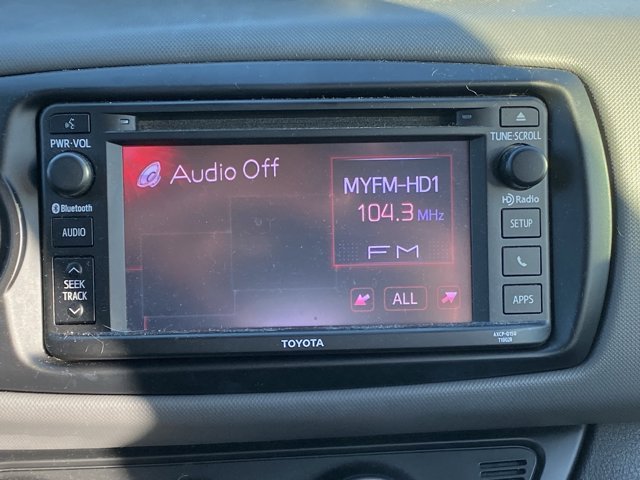 PWR·VOL
TUNE·SCROLL
Audio Off
MYFM-HD1
104.3 MHz
FM
Bluetooth
HD Radio
AUDIO
SETUP
SEEK
TRACK
ALL
APPS
TOYOTA